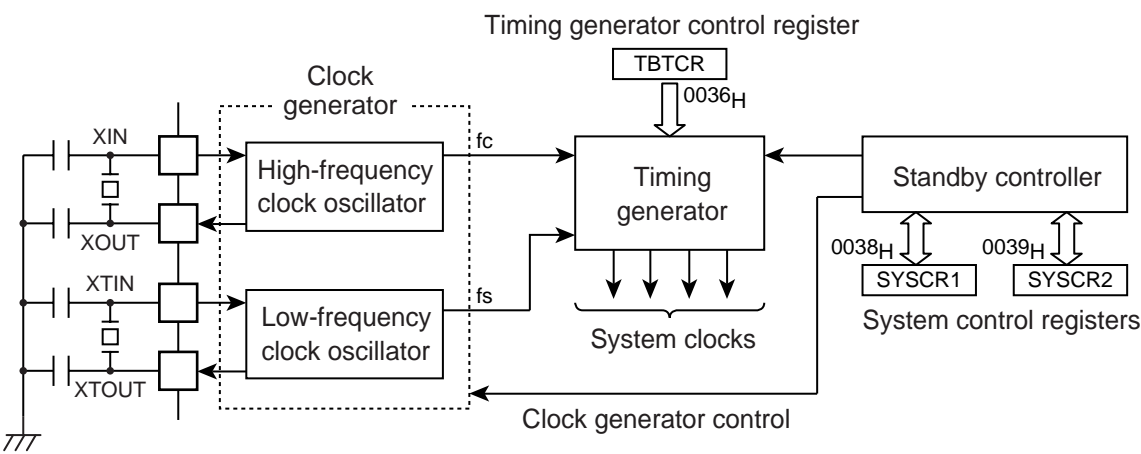 Timing generator control register
TBTCR
0036H
Clock
generator
XIN
fc
High-frequency
clock oscillator
Timing
generator
Standby controller
XOUT
0038H
0039H
XTIN
SYSCR1
SYSCR2
fs
Low-frequency
clock oscillator
System clocks
System control registers
XTOUT
Clock generator control